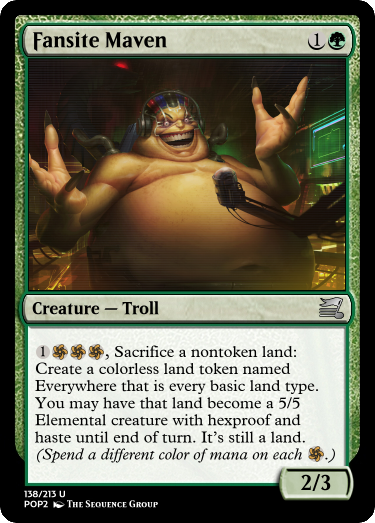 Fansite Maven 1
Creature — Troll
1, Sacrifice a nontoken land:
Create a colorless land token named
Everywhere that is every basic land type.
You may have that land become a 5/5
Elemental creature with hexproof and
haste until end of turn. It's still a land.
(Spend a different color of mana on each .)
2/3
138/213 U
POP2 The Sequence Group